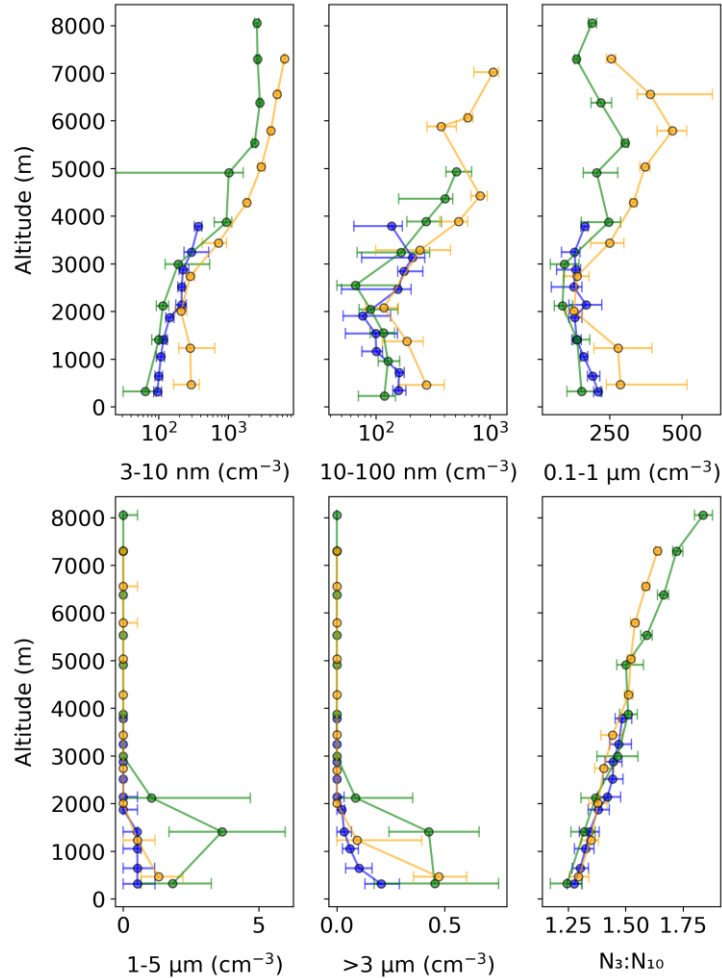 8000
7000
6000
5000
4000
3000
2000
1000
0
Altitude (m)
10² 10³
10² 10³
250 500
3-10 nm (cm⁻³)
10-100 nm (cm⁻³)
0.1-1 μm (cm⁻³)
8000
7000
6000
5000
4000
3000
2000
1000
0
Altitude (m)
0 5
0.0 0.5
1.25 1.50 1.75
1-5 μm (cm⁻³)
>3 μm (cm⁻³)
N₃:N₁₀